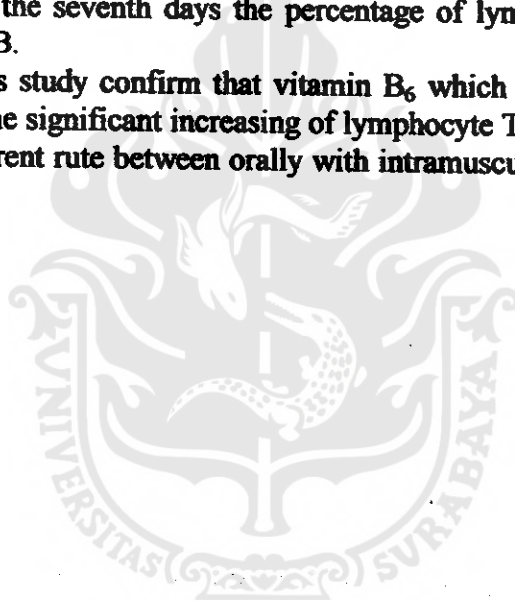 the seventh days the percentage of lym
B.
s study confirm that vitamin B₆ which
ne significant increasing of lymphocyte T
rent rute between orally with intramuscu
UNIVERSITAS SURABAYA